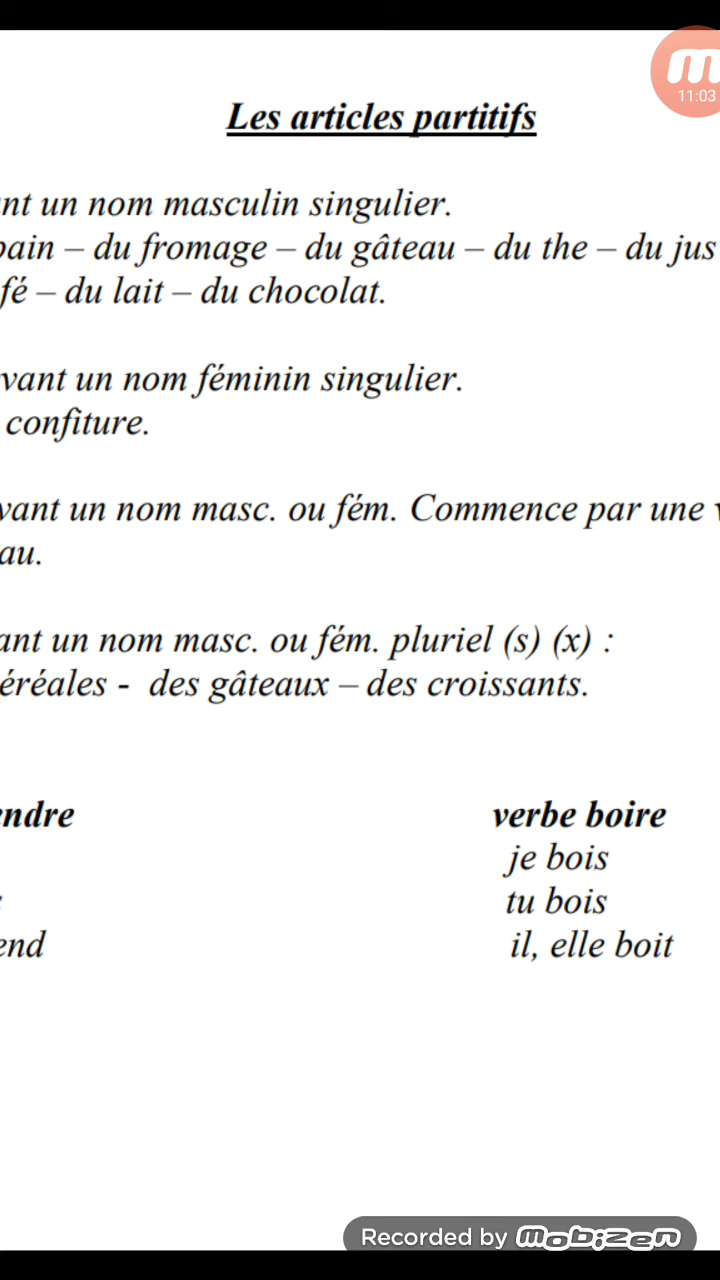 11:03
Les articles partitifs
nt un nom masculin singulier.
pain – du fromage – du gâteau – du the – du jus
fé – du lait – du chocolat.
vant un nom féminin singulier.
confiture.
vant un nom masc. ou fém. Commence par une
au.
ant un nom masc. ou fém. pluriel (s) (x) :
éréales - des gâteaux – des croissants.
endre verbe boire
je bois
tu bois
end il, elle boit
Recorded by Mobizen